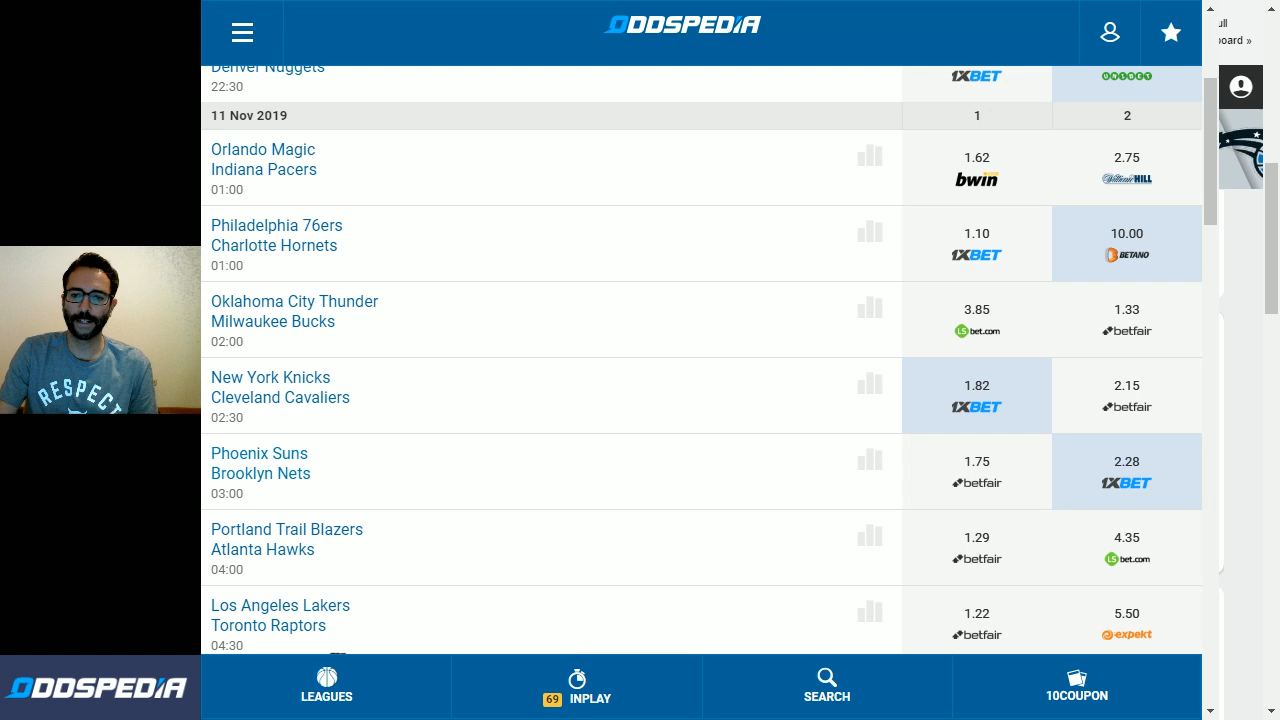 ODDSPEDIA
ull
board »
Denver Nuggets
22:30
1XBET
UNIBET
11 Nov 2019
1
2
Orlando Magic
Indiana Pacers
01:00
1.62
bwin
2.75
William HILL
Philadelphia 76ers
Charlotte Hornets
01:00
1.10
1XBET
10.00
BETANO
Oklahoma City Thunder
Milwaukee Bucks
02:00
3.85
LSbet.com
1.33
betfair
New York Knicks
Cleveland Cavaliers
02:30
1.82
1XBET
2.15
betfair
Phoenix Suns
Brooklyn Nets
03:00
1.75
betfair
2.28
1XBET
Portland Trail Blazers
Atlanta Hawks
04:00
1.29
betfair
4.35
LSbet.com
Los Angeles Lakers
Toronto Raptors
04:30
1.22
betfair
5.50
expekt
RESPECT
ODDSPEDIA
LEAGUES
69 INPLAY
SEARCH
10COUPON